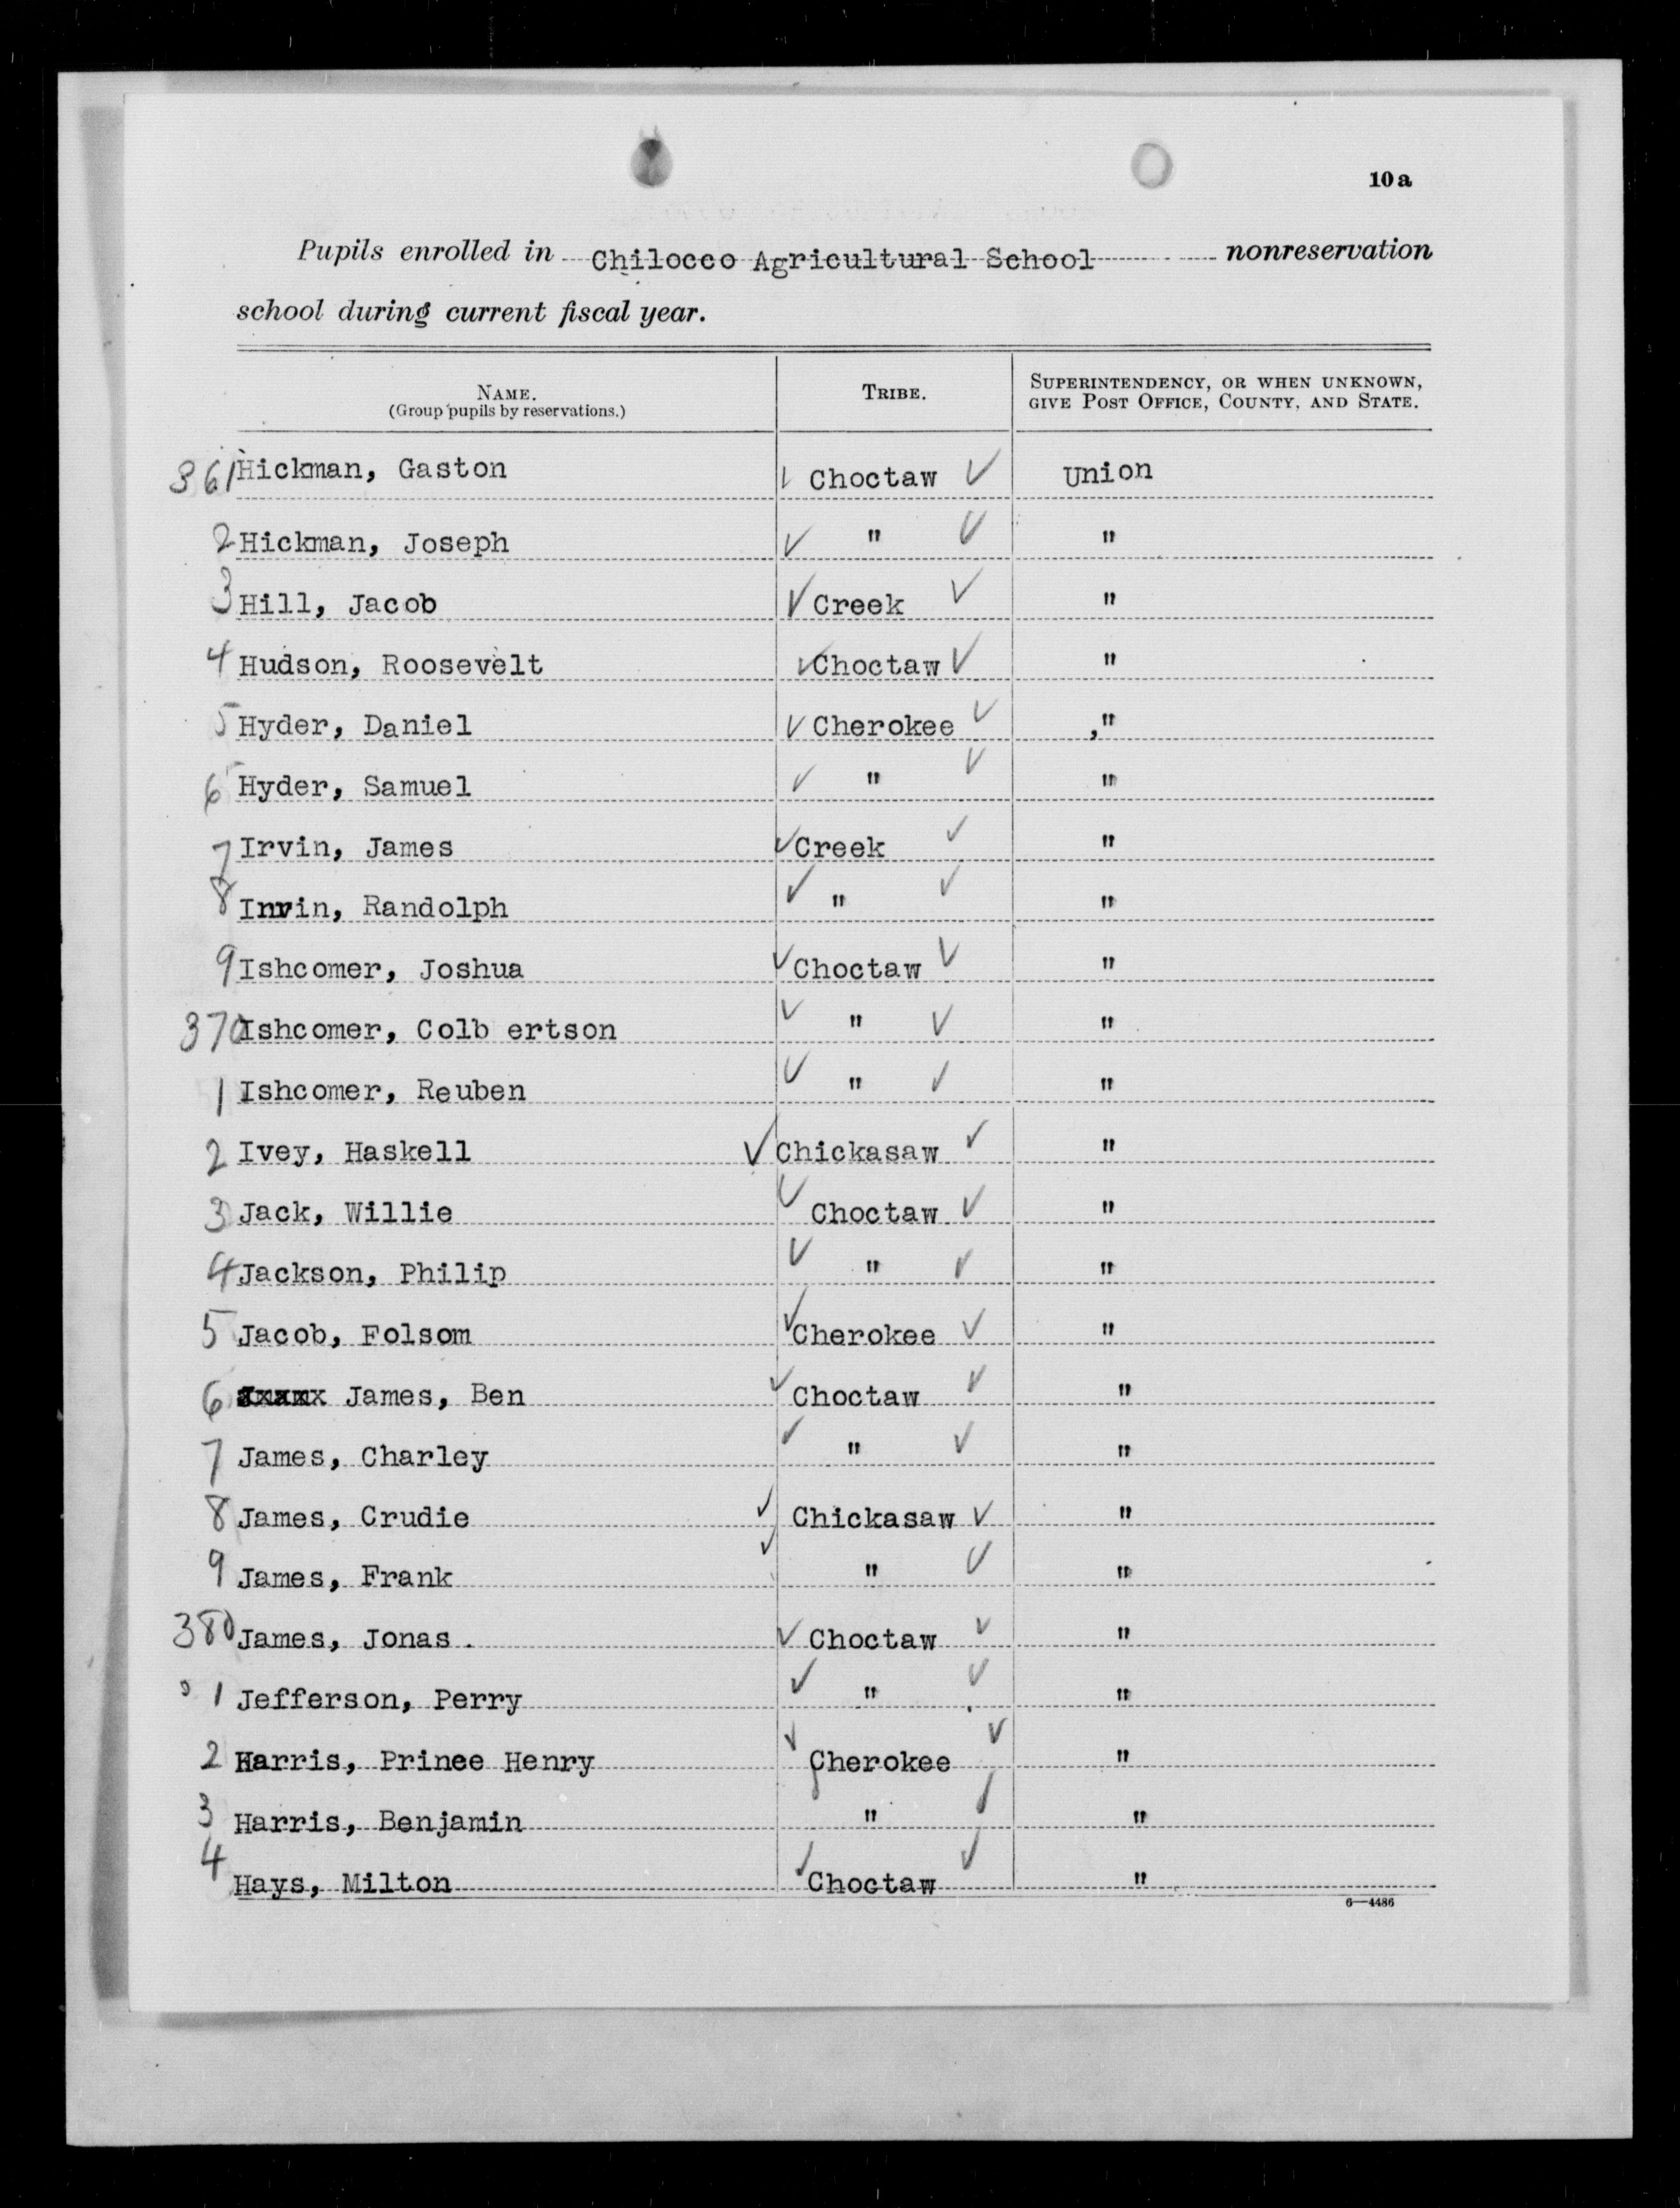 10a
Pupils enrolled in Chilocco Agricultural School nonreservation
school during current fiscal year.
NAME. TRIBE. SUPERINTENDENCY, OR WHEN UNKNOWN,
(Group pupils by reservations.) GIVE POST OFFICE, COUNTY, AND STATE.
361 Hickman, Gaston ✓ Choctaw ✓ Union
2 Hickman, Joseph ✓ " ✓ "
3 Hill, Jacob ✓ Creek ✓ "
4 Hudson, Roosevelt ✓ Choctaw ✓ "
5 Hyder, Daniel ✓ Cherokee ✓ ,"
6 Hyder, Samuel ✓ " ✓ "
7 Irvin, James ✓ Creek ✓ "
8 Irvin, Randolph ✓ " ✓ "
9 Ishcomer, Joshua ✓ Choctaw ✓ "
370 Ishcomer, Colb ertson ✓ " ✓ "
1 Ishcomer, Reuben ✓ " ✓ "
2 Ivey, Haskell ✓ Chickasaw ✓ "
3 Jack, Willie ✓ Choctaw ✓ "
4 Jackson, Philip ✓ " ✓ "
5 Jacob, Folsom ✓ Cherokee ✓ "
6 James, Ben ✓ Choctaw ✓ "
7 James, Charley ✓ " ✓ "
8 James, Crudie ✓ Chickasaw ✓ "
9 James, Frank ✓ " ✓ "
380 James, Jonas. ✓ Choctaw ✓ "
1 Jefferson, Perry ✓ " ✓ "
2 Harris, Prince Henry ✓ Cherokee ✓ "
3 Harris, Benjamin " ✓ "
4 Hays, Milton ✓ Choctaw ✓ "
6—4486